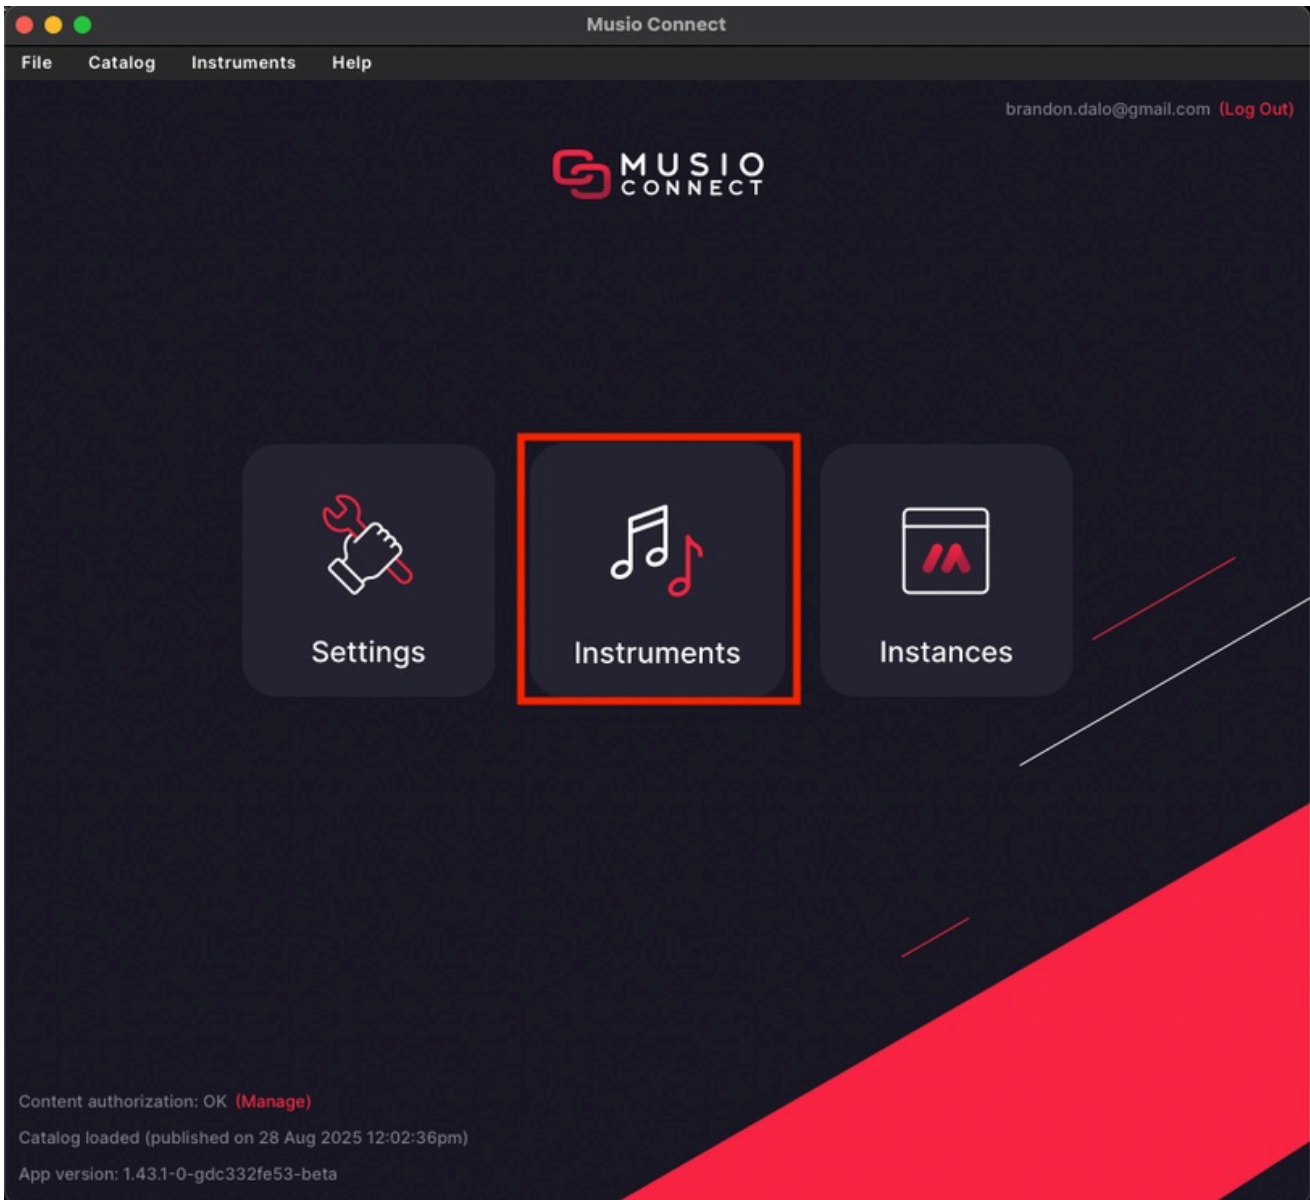 Musio Connect
File Catalog Instruments Help
brandon.dalo@gmail.com (Log Out)
MUSIO
CONNECT
Settings Instruments Instances
Content authorization: OK (Manage)
Catalog loaded (published on 28 Aug 2025 12:02:36pm)
App version: 1.43.1-0-gdc332fe53-beta